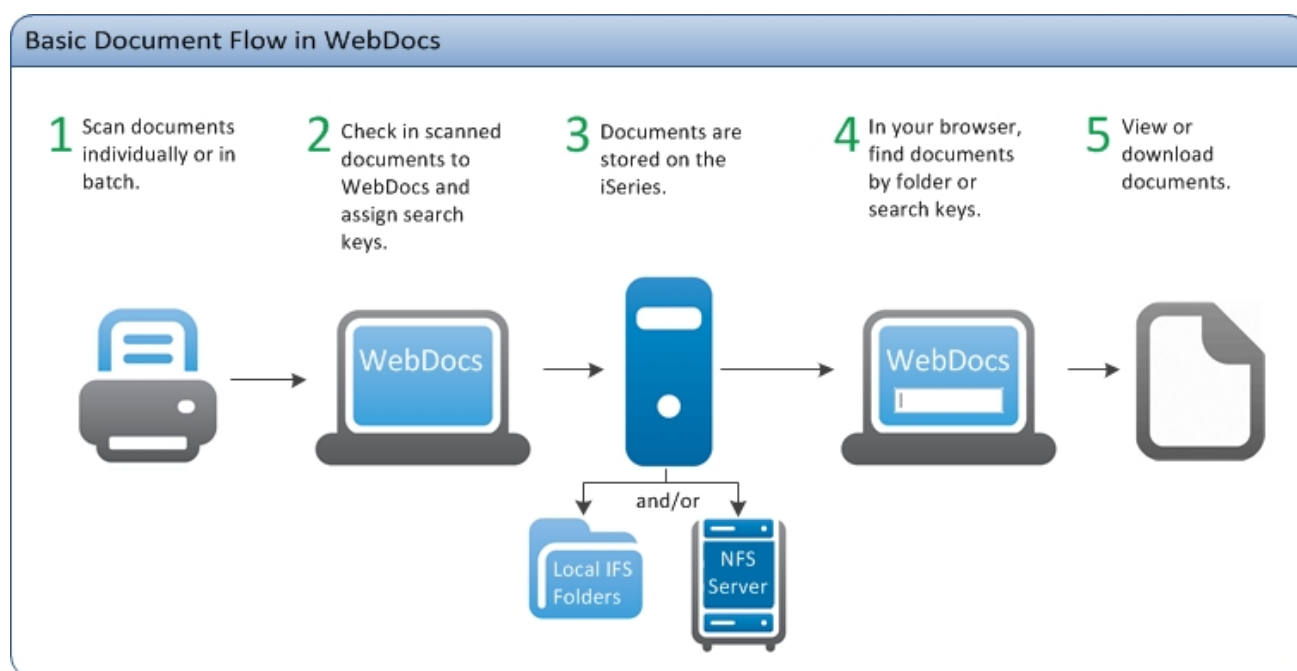 Basic Document Flow in WebDocs
1
Scan documents
individually or in
batch.
2
Check in scanned
documents to
WebDocs and
assign search
keys.
3
Documents are
stored on the
iSeries.
4
In your browser,
find documents
by folder or
search keys.
5
View or
download
documents.
WebDocs
WebDocs
and/or
Local IFS
Folders
NFS
Server